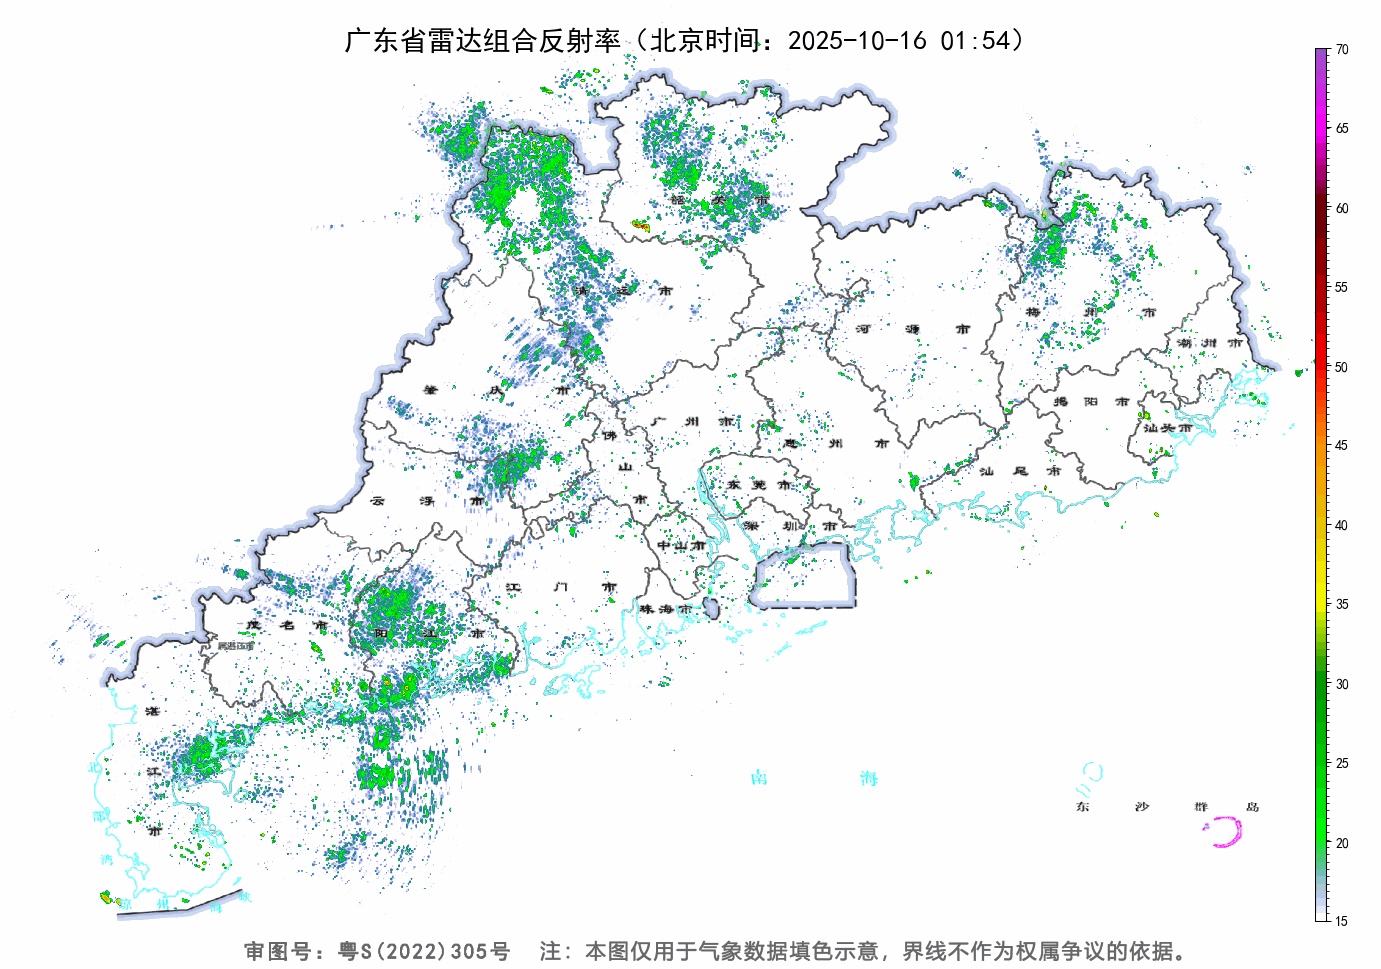 广东省雷达组合反射率（北京时间：2025-10-16 01:54）
70
65
60
55
50
45
40
35
30
25
20
15
韶关市
清远市
河源市
梅州市
潮州市
肇庆市
广州市
佛山市
惠州市
揭阳市
汕头市
汕尾市
东莞市
云浮市
深圳市
中山市
江门市
珠海市
茂名市
阳江市
湛江市
北部湾
琼州海峡
南海
东沙群岛
审图号：粤S(2022)305号 注：本图仅用于气象数据填色示意，界线不作为权属争议的依据。